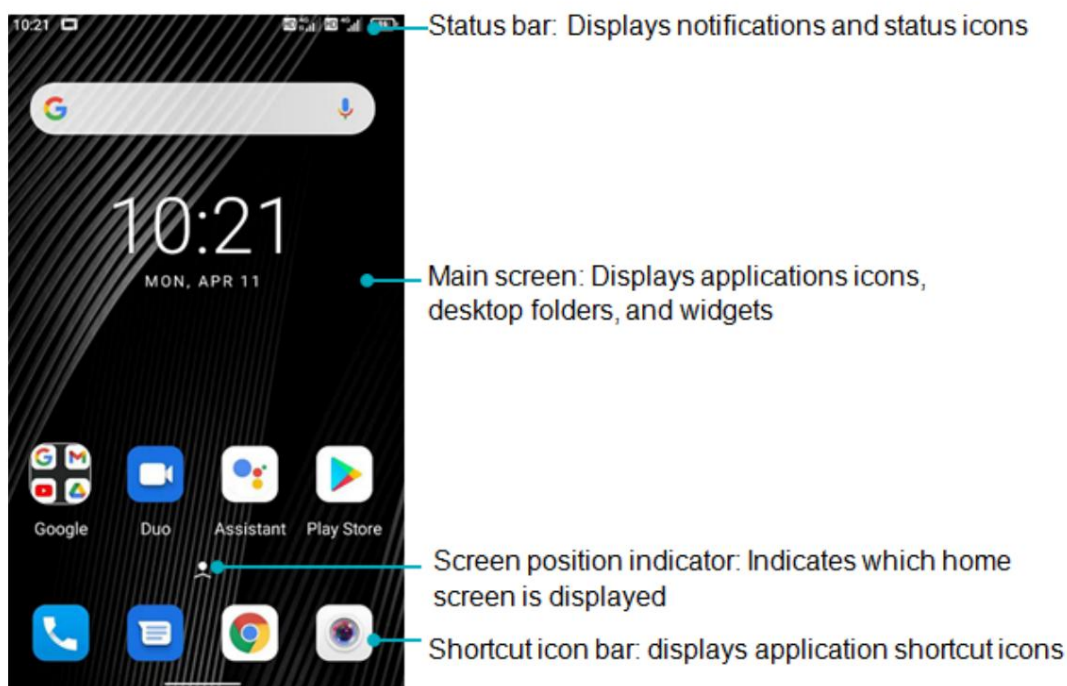 10:21
Status bar: Displays notifications and status icons
10:21
MON, APR 11
Main screen: Displays applications icons,
desktop folders, and widgets
Google Duo Assistant Play Store
Screen position indicator: Indicates which home
screen is displayed
Shortcut icon bar: displays application shortcut icons